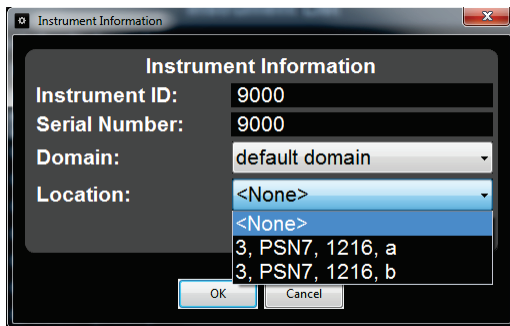 Instrument Information
Instrument Information
Instrument ID: 9000
Serial Number: 9000
Domain: default domain
Location: <None>
<None>
3, PSN7, 1216, a
3, PSN7, 1216, b
OK Cancel